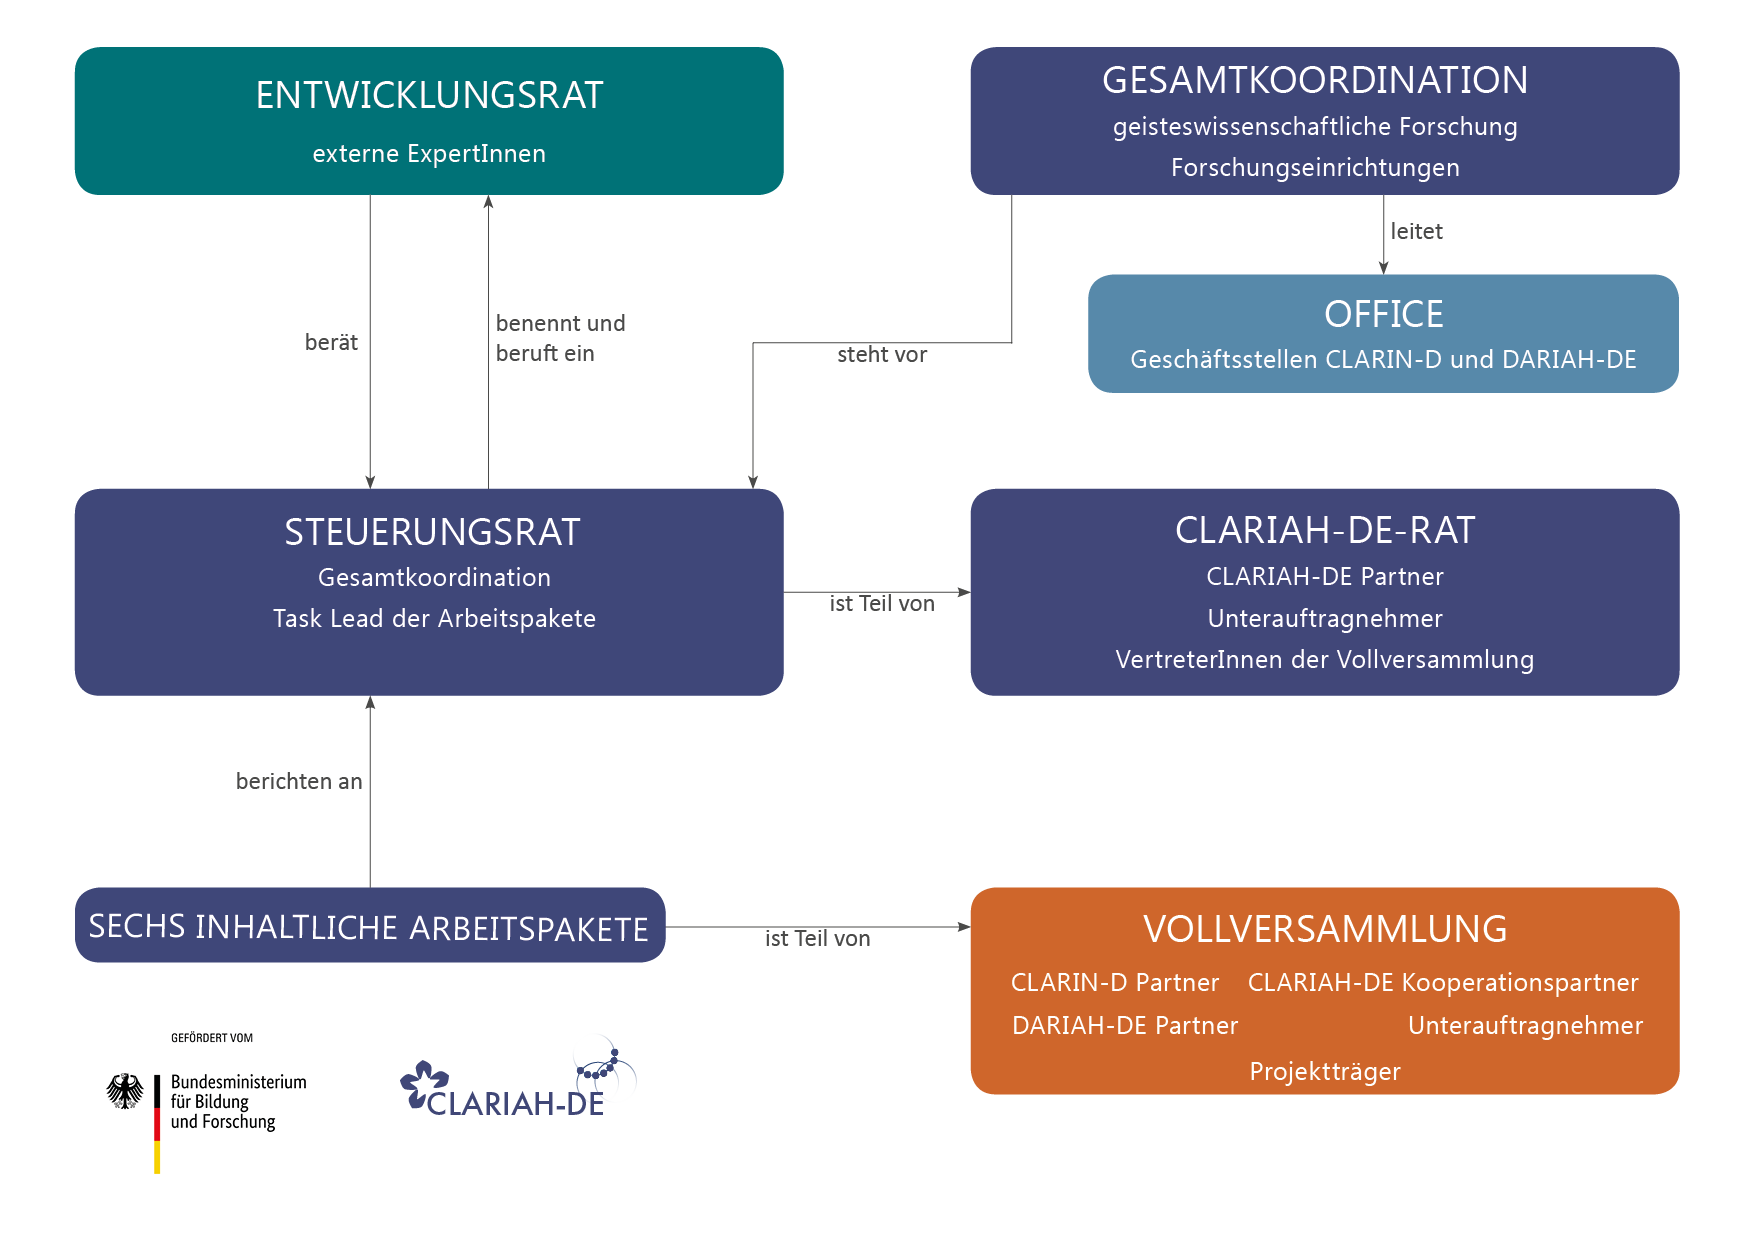 ENTWICKLUNGSRAT
externe ExpertInnen
GESAMTKOORDINATION
geisteswissenschaftliche Forschung
Forschungseinrichtungen
leitet
OFFICE
Geschäftsstellen CLARIN-D und DARIAH-DE
berät
benennt und
beruft ein
steht vor
STEUERUNGSRAT
Gesamtkoordination
Task Lead der Arbeitspakete
ist Teil von
CLARIAH-DE-RAT
CLARIAH-DE Partner
Unterauftragnehmer
VertreterInnen der Vollversammlung
berichten an
SECHS INHALTLICHE ARBEITSPAKETE
ist Teil von
VOLLVERSAMMLUNG
CLARIN-D Partner CLARIAH-DE Kooperationspartner
DARIAH-DE Partner Unterauftragnehmer
Projektträger
GEFÖRDERT VOM
Bundesministerium
für Bildung
und Forschung
CLARIAH-DE